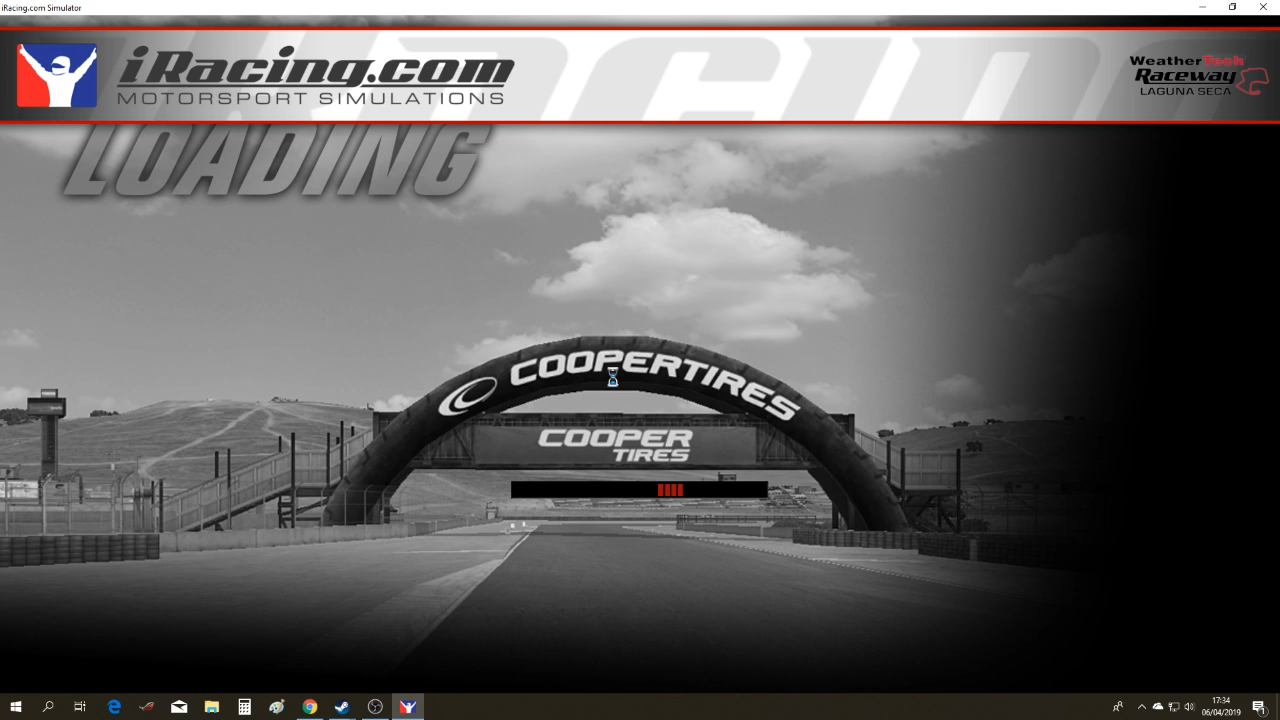 iRacing.com Simulator
iRacing.com
MOTORSPORT SIMULATIONS
WeatherTech
Raceway
LAGUNA SECA
LOADING
COOPERTIRES
COOPER
TIRES
17:34
06/04/2019
1